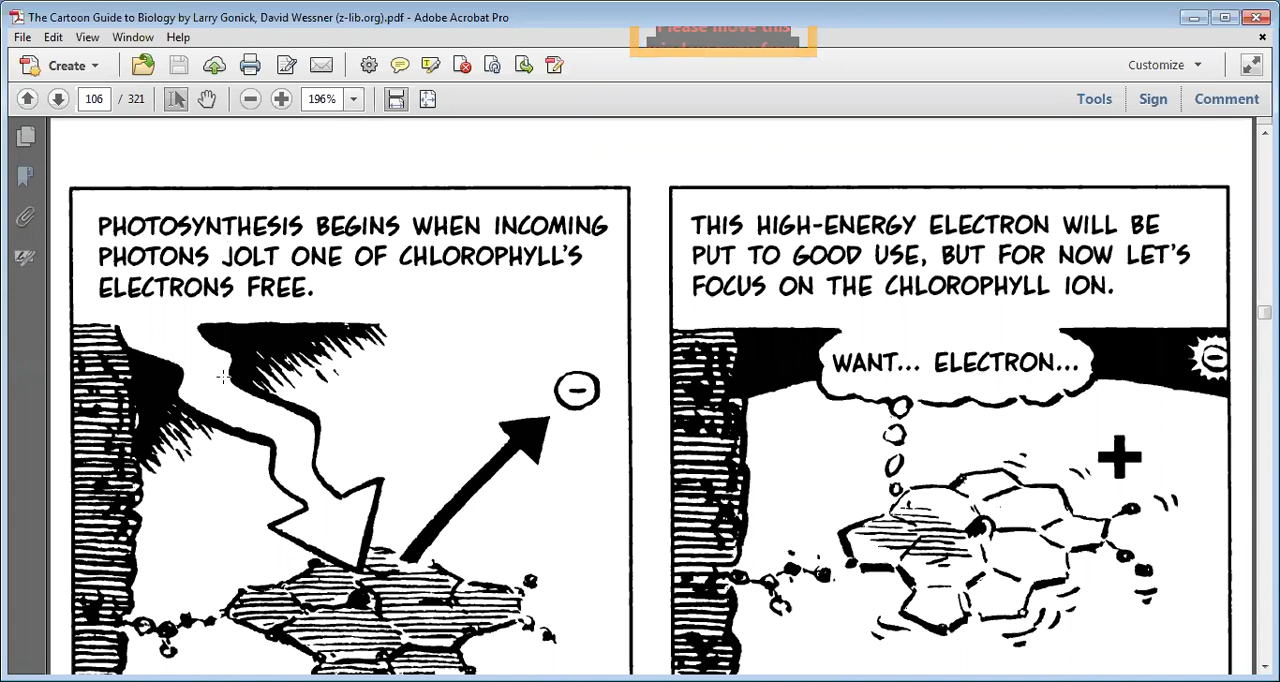 The Cartoon Guide to Biology by Larry Gonick, David Wessner (z-lib.org).pdf - Adobe Acrobat Pro
Please move this
File Edit View Window Help
Create
Customize
106 / 321
196%
Tools Sign Comment
PHOTOSYNTHESIS BEGINS WHEN INCOMING
PHOTONS JOLT ONE OF CHLOROPHYLL'S
ELECTRONS FREE.
THIS HIGH-ENERGY ELECTRON WILL BE
PUT TO GOOD USE, BUT FOR NOW LET'S
FOCUS ON THE CHLOROPHYLL ION.
WANT... ELECTRON...